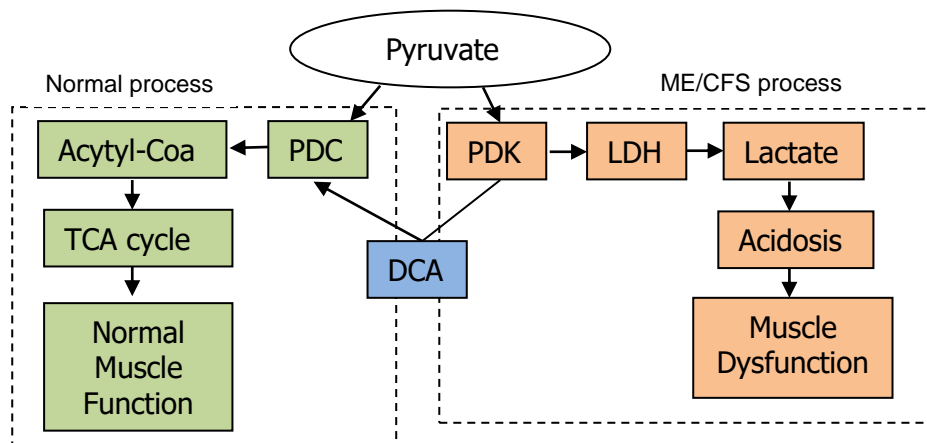 Pyruvate
Normal process
ME/CFS process
Acytyl-Coa
PDC
PDK
LDH
Lactate
TCA cycle
DCA
Acidosis
Normal
Muscle
Function
Muscle
Dysfunction